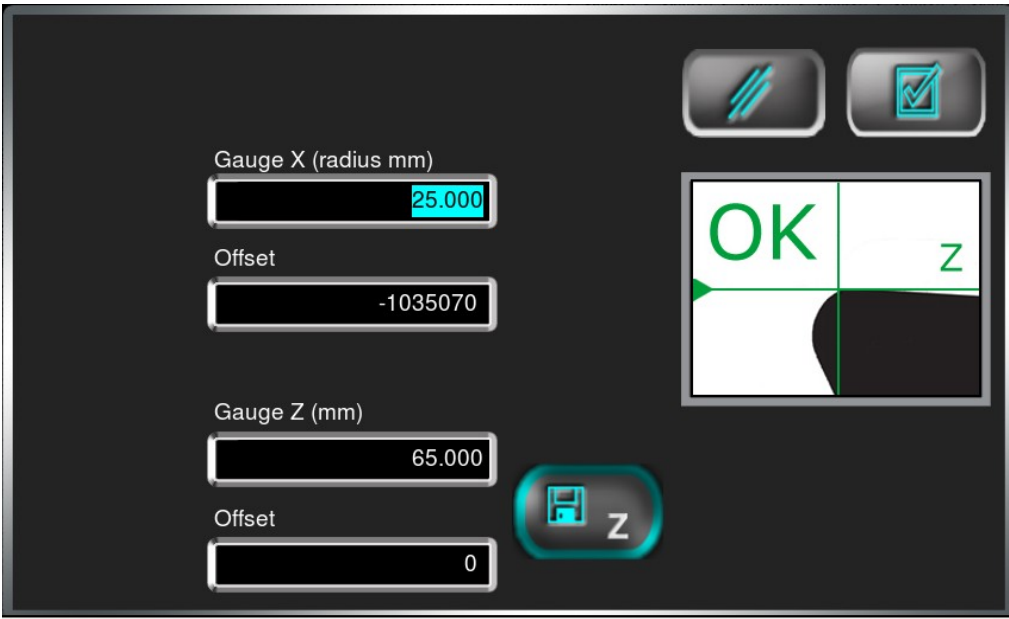 Gauge X (radius mm)
25.000
Offset
-1035070
OK
Z
Gauge Z (mm)
65.000
Z
Offset
0